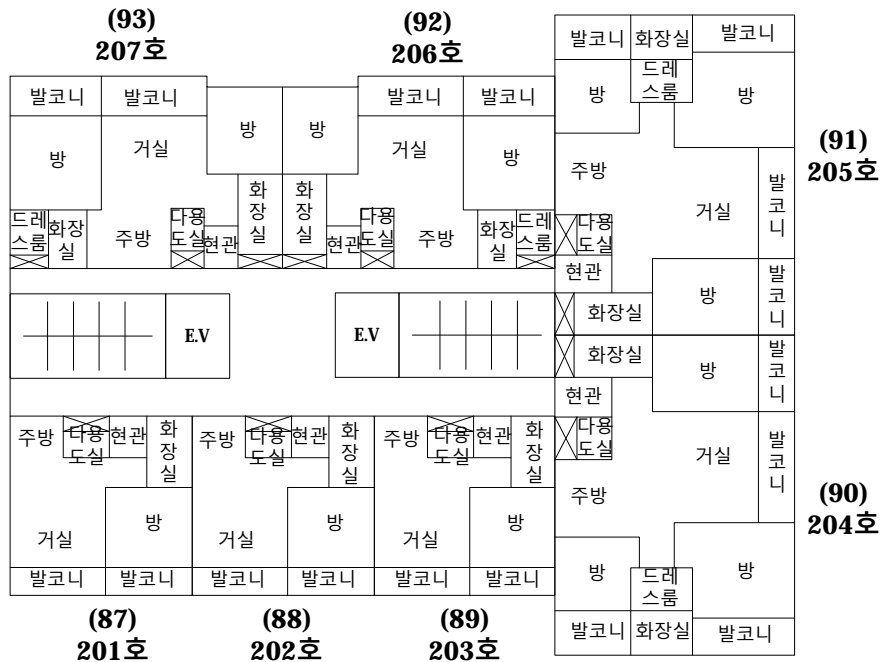 (93)
207호
(92)
206호
발코니 화장실 발코니
드레
스룸
방 방
발코니 발코니
방 방
발코니 발코니
방 거실
거실 방
(91)
205호
주방
발
코
니
거실
화
장
실
화
장
실
드레
스룸
화장
실
주방
다용
도실
현관
현관
다용
도실
주방
화장
실
드레
스룸
다용
도실
현관
방
발
코
니
화장실
E.V
E.V
화장실
방
발
코
니
현관
다용
도실
거실
발
코
니
주방
(90)
204호
주방
다용
도실
현관
화
장
실
주방
다용
도실
현관
화
장
실
주방
다용
도실
현관
화
장
실
거실 방
거실 방
거실 방
방 방
드레
스룸
발코니 발코니
발코니 발코니
발코니 발코니
발코니 화장실 발코니
(87)
201호
(88)
202호
(89)
203호